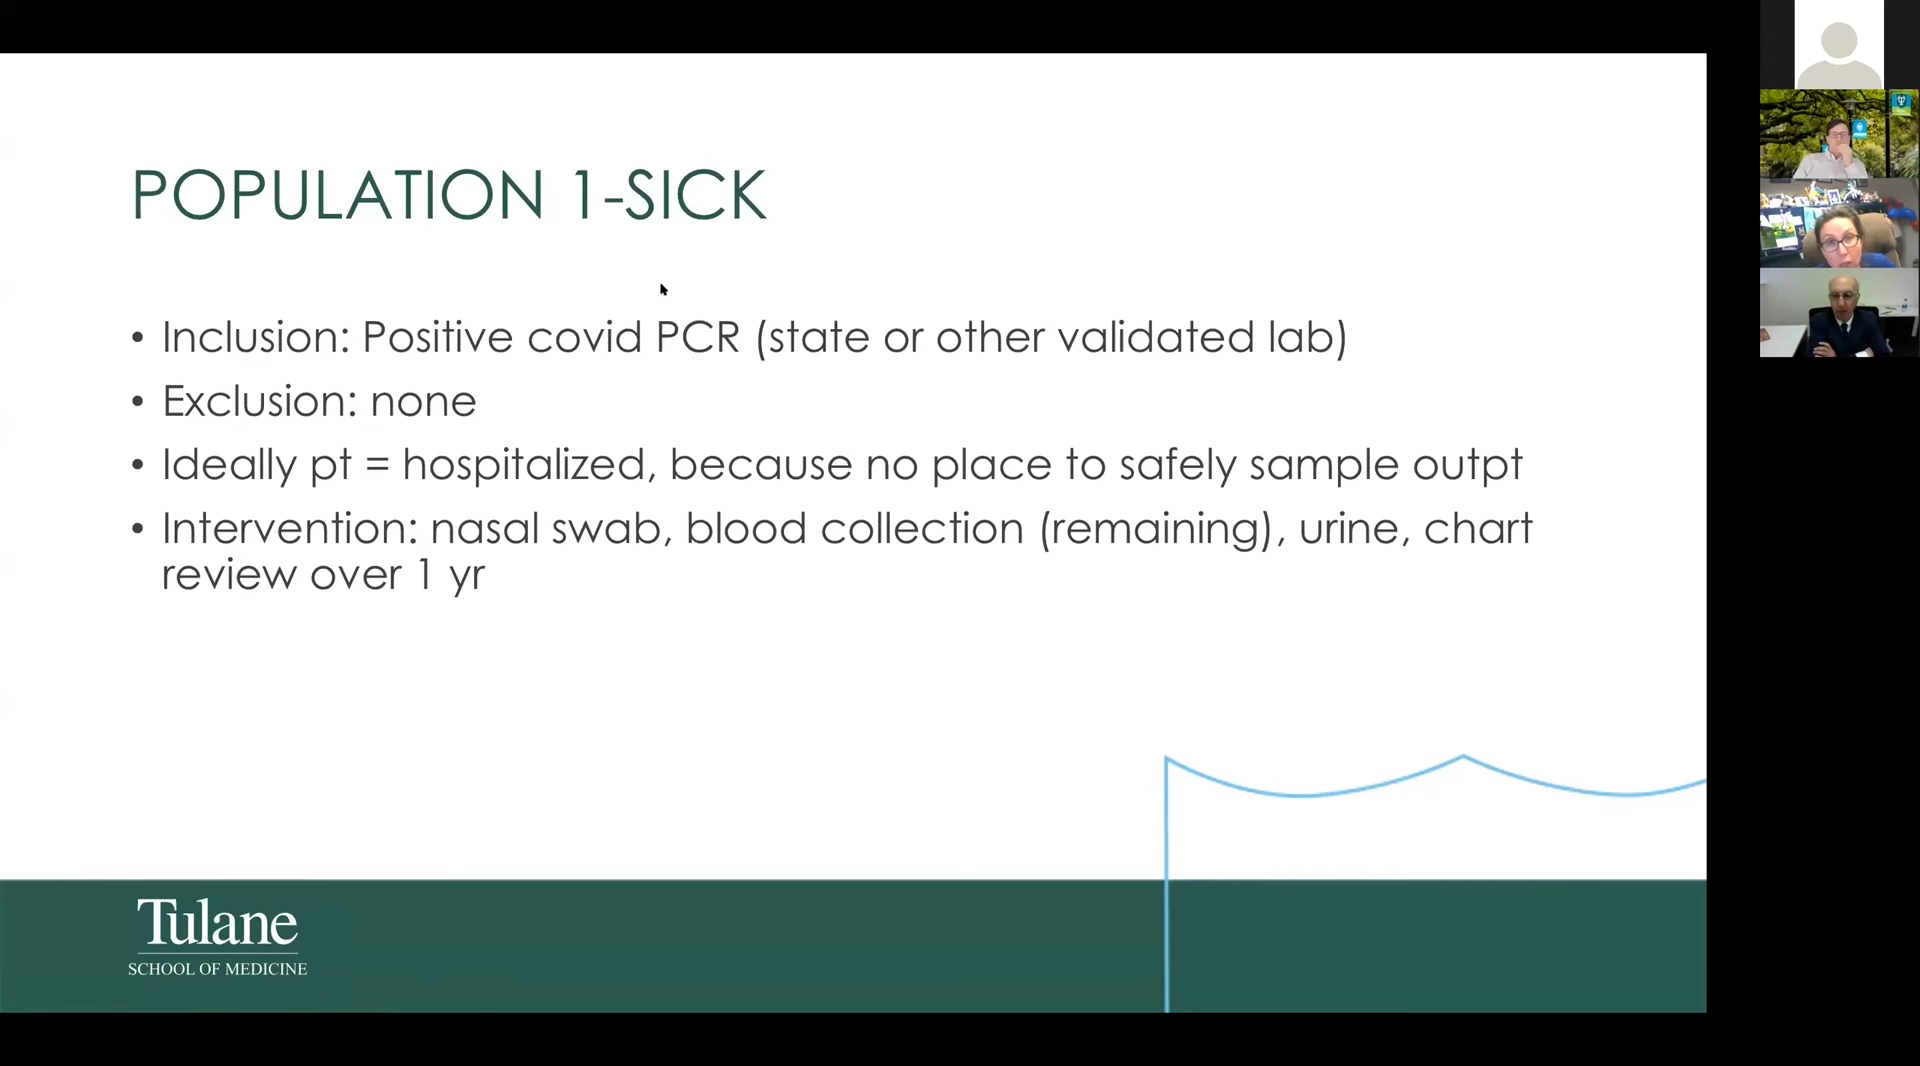 POPULATION 1-SICK
• Inclusion: Positive covid PCR (state or other validated lab)
• Exclusion: none
• Ideally pt = hospitalized, because no place to safely sample outpt
• Intervention: nasal swab, blood collection (remaining), urine, chart
review over 1 yr
Tulane
SCHOOL OF MEDICINE